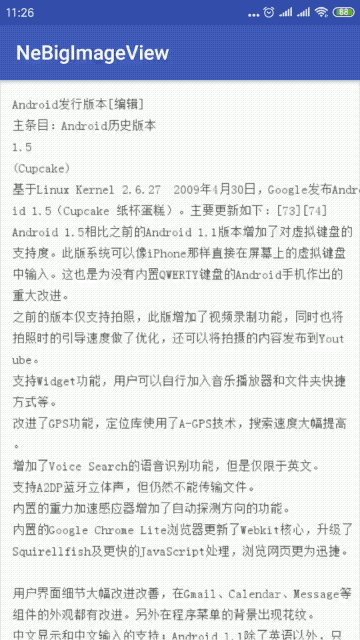 11:26
88
NeBigImageView
Android发行版本[编辑]
主条目：Android历史版本
1.5
(Cupcake)
基于Linux Kernel 2.6.27  2009年4月30日，Google发布Andro
id 1.5（Cupcake 纸杯蛋糕）。主要更新如下：[73][74]
Android 1.5相比之前的Android 1.1版本增加了对虚拟键盘的
支持度。此版系统可以像iPhone那样直接在屏幕上的虚拟键盘
中输入。这也是为没有内置QWERTY键盘的Android手机作出的
重大改进。
之前的版本仅支持拍照，此版增加了视频录制功能，同时也将
拍照时的引导速度做了优化，还可以将拍摄的内容发布到Yout
ube。
支持Widget功能，用户可以自行加入音乐播放器和文件夹快捷
方式等。
改进了GPS功能，定位库使用了A-GPS技术，搜索速度大幅提高
。
增加了Voice Search的语音识别功能，但是仅限于英文。
支持A2DP蓝牙立体声，但仍然不能传输文件。
内置的重力加速感应器增加了自动探测方向的功能。
内置的Google Chrome Lite浏览器更新了Webkit核心，升级了
Squirellfish及更快的JavaScript处理，浏览网页更为迅捷。
用户界面细节大幅改进改善，在Gmail、Calendar、Message等
组件的外观都有改进。另外在程序菜单的背景出现花纹。
中文显示和中文输入的支持：Android 1.1除了英语以外，只